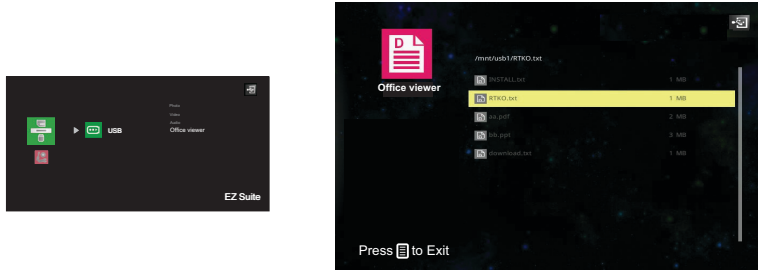 Photo
Video
Audio
USB
Office viewer
EZ Suite
D
Office viewer
/mnt/usb1/RTKO.txt
INSTALL.txt 1 MB
RTKO.txt 1 MB
aa.pdf 2 MB
bb.ppt 3 MB
download.txt 1 MB
Press to Exit